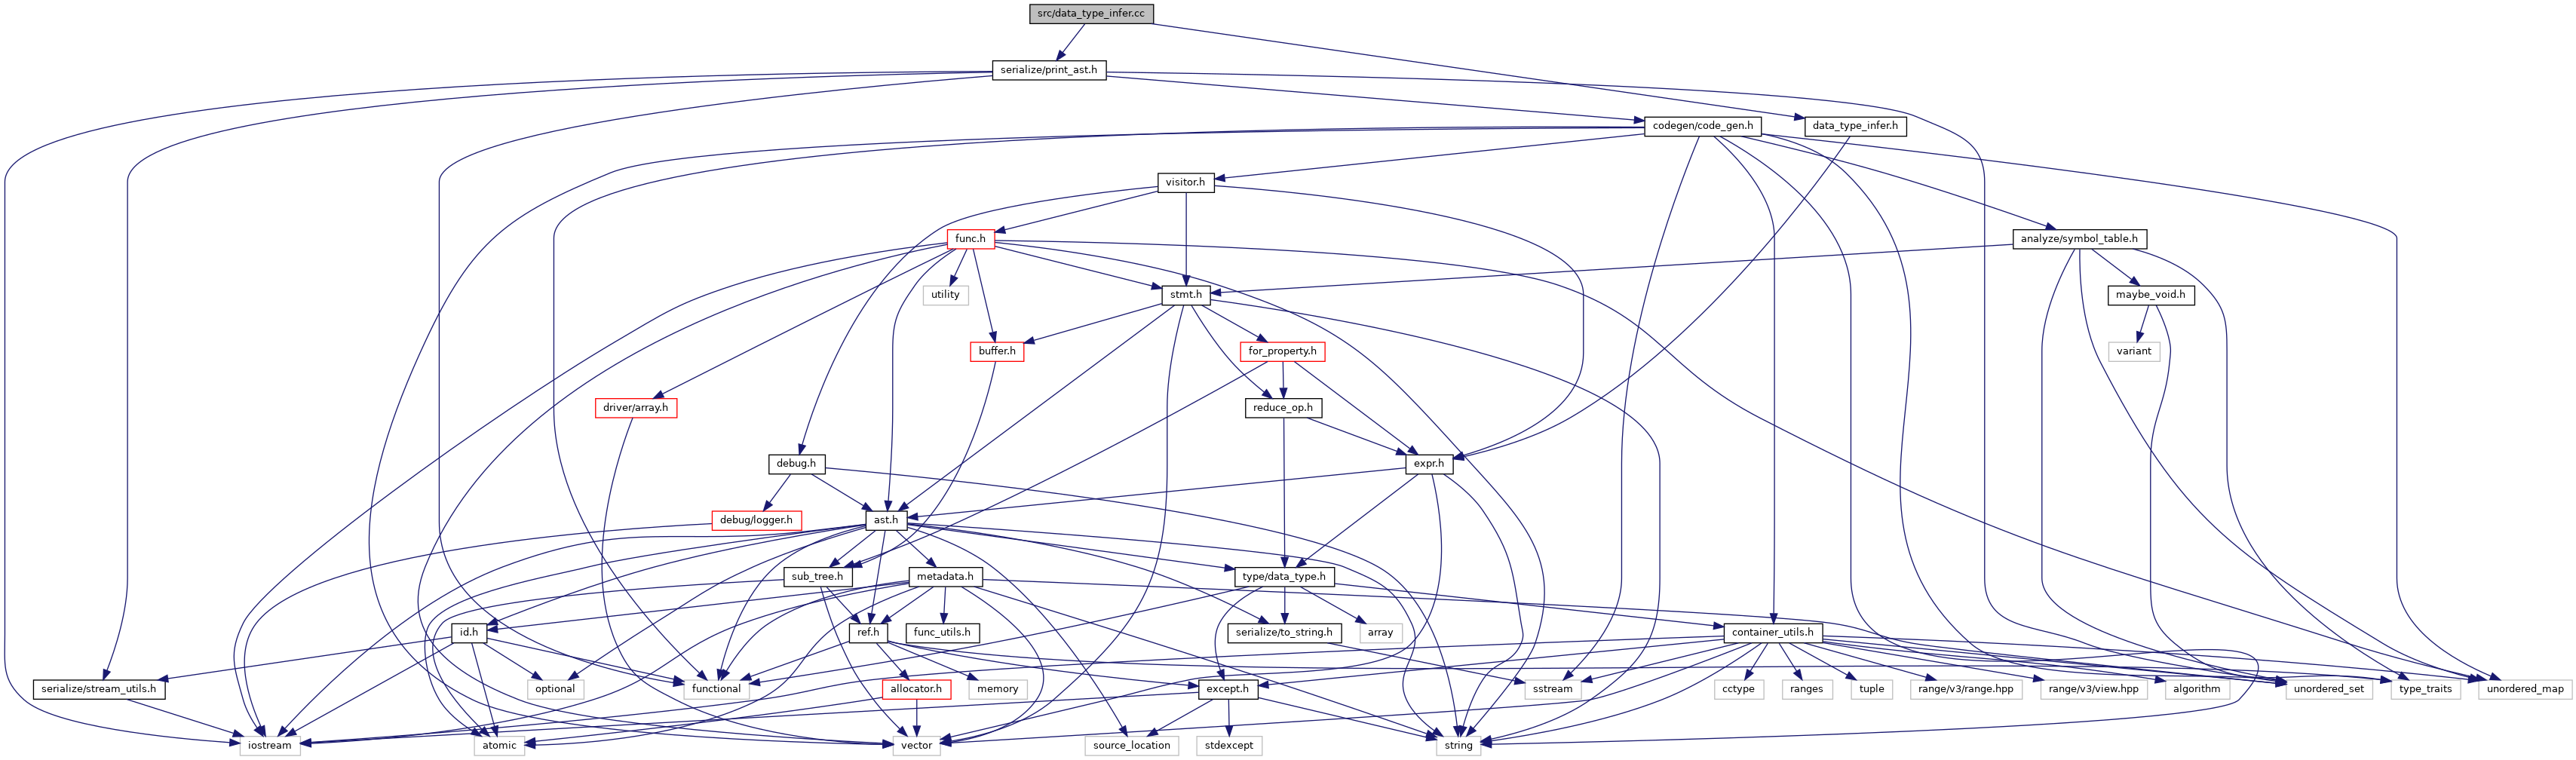 src/data_type_infer.cc
serialize/print_ast.h
codegen/code_gen.h
data_type_infer.h
visitor.h
func.h
analyze/symbol_table.h
utility
stmt.h
maybe_void.h
buffer.h
for_property.h
variant
driver/array.h
reduce_op.h
debug.h
expr.h
debug/logger.h
ast.h
sub_tree.h
metadata.h
type/data_type.h
id.h
ref.h
func_utils.h
serialize/to_string.h
array
container_utils.h
serialize/stream_utils.h
optional
functional
allocator.h
memory
except.h
sstream
cctype
ranges
tuple
range/v3/range.hpp
range/v3/view.hpp
algorithm
unordered_set
type_traits
unordered_map
iostream
atomic
vector
source_location
stdexcept
string